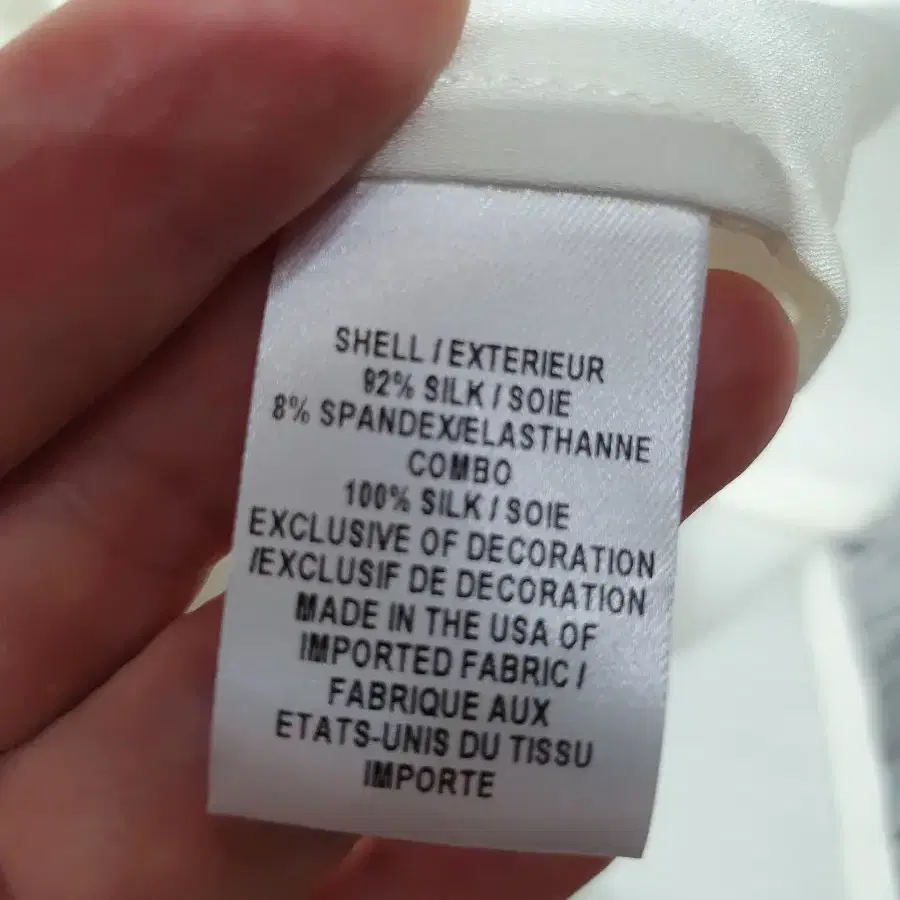 SHELL / EXTERIEUR
92% SILK / SOIE
8% SPANDEX/ELASTHANNE
COMBO
100% SILK / SOIE
EXCLUSIVE OF DECORATION
/EXCLUSIF DE DECORATION
MADE IN THE USA OF
IMPORTED FABRIC /
FABRIQUE AUX
ETATS-UNIS DU TISSU
IMPORTE